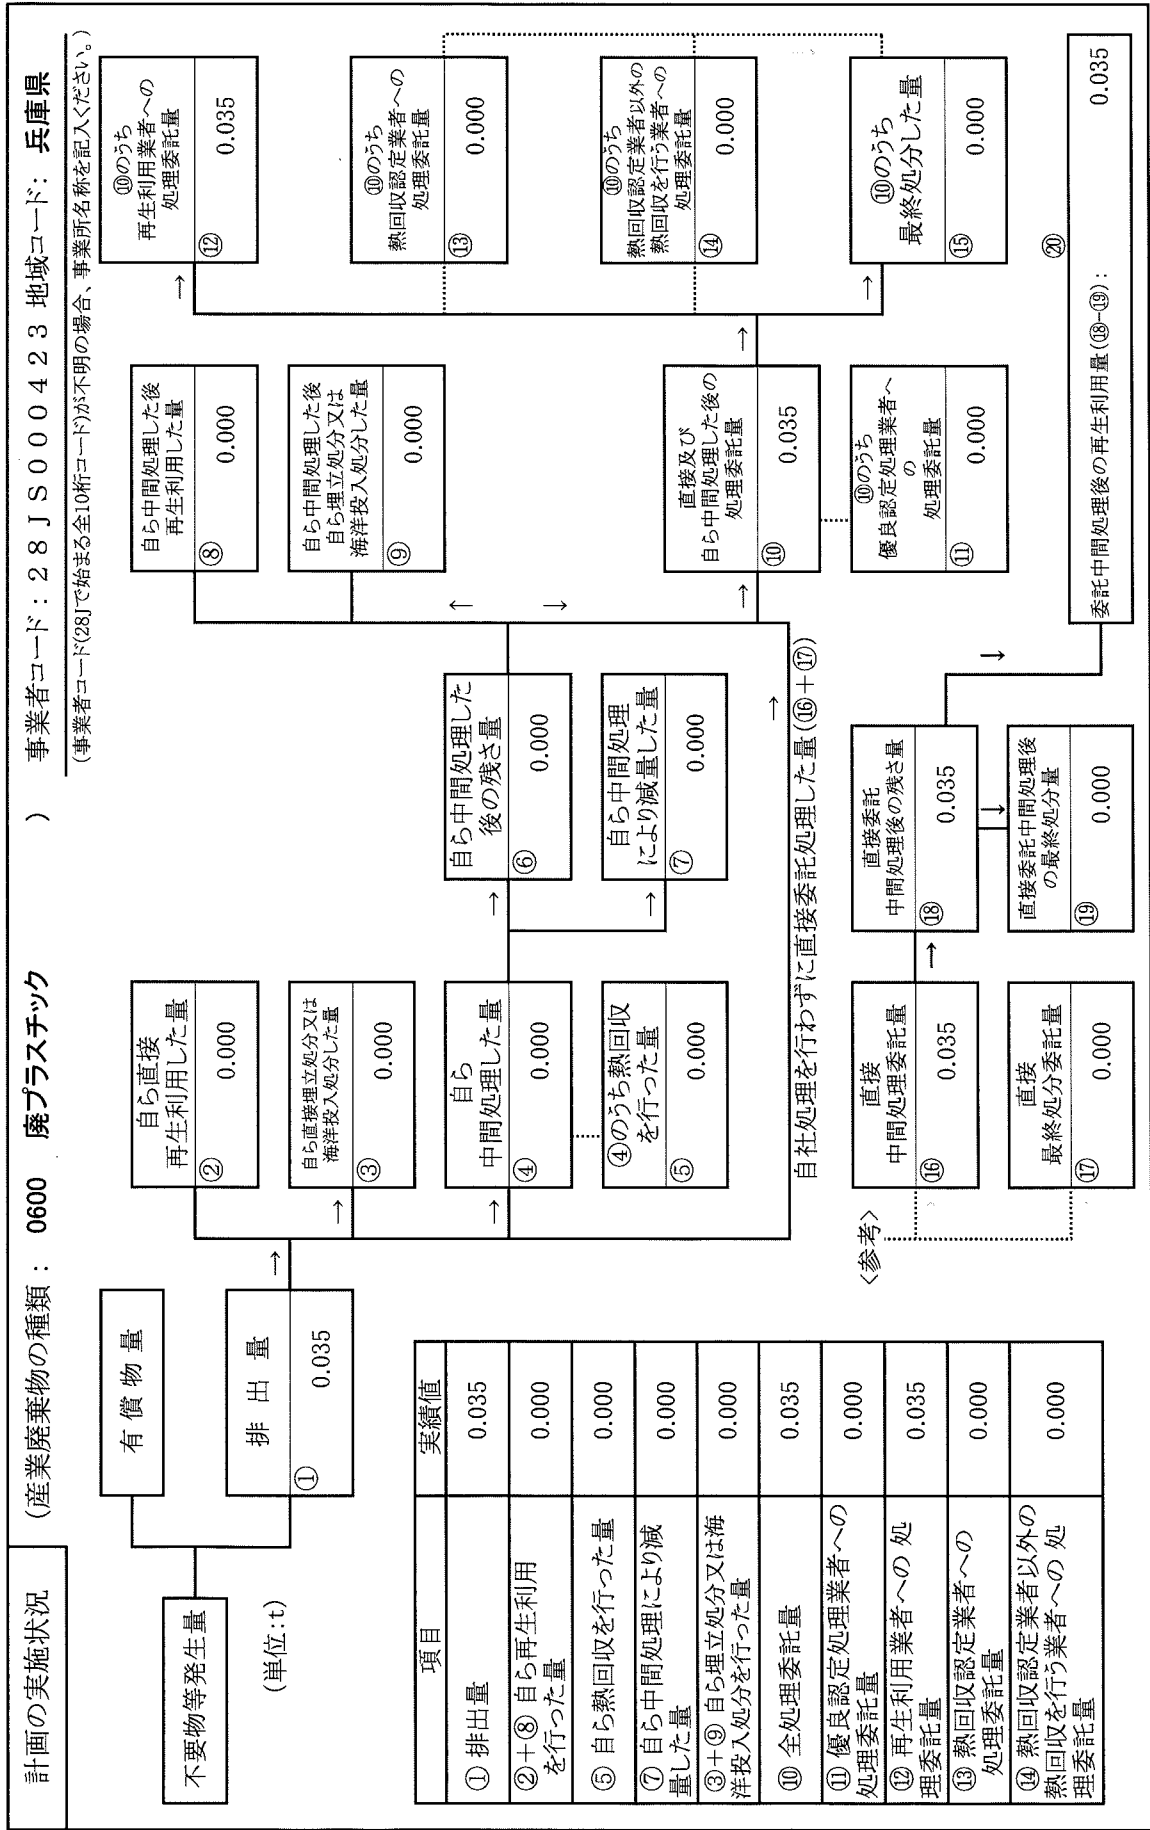 計画の実施状況
(産業廃棄物の種類： 0600 廃プラスチック )
事業者コード：２８ＪＳ０００４２３ 地域コード： 兵庫県
(事業者コード(28Jで始まる全10桁コード)が不明の場合、事業所名称を記入ください。)
不要物等発生量
(単位:t)
有償物量
排出量
① 0.035
→
自ら直接
再生利用した量
② 0.000
→
自ら直接埋立処分又は
海洋投入処分した量
③ 0.000
→
自ら
中間処理した量
④ 0.000
④のうち熱回収
を行った量
⑤ 0.000
→
自ら中間処理した
後の残さ量
⑥ 0.000
→
自ら中間処理
により減量した量
⑦ 0.000
自社処理を行わずに直接委託処理した量(⑯＋⑰)
→
↑
↓
自ら中間処理した後
再生利用した量
⑧ 0.000
自ら中間処理した後
自ら埋立処分又は
海洋投入処分した量
⑨ 0.000
→
直接及び
自ら中間処理した後の
処理委託量
⑩ 0.035
⑩のうち
優良認定処理業者へ
の
処理委託量
⑪ 0.000
→
→
⑩のうち
再生利用業者への
処理委託量
⑫ 0.035
⑩のうち
熱回収認定業者への
処理委託量
⑬ 0.000
⑩のうち
熱回収認定業者以外の
熱回収を行う業者への
処理委託量
⑭ 0.000
→
⑩のうち
最終処分した量
⑮ 0.000
<参考>
直接
中間処理委託量
⑯ 0.035
直接
最終処分委託量
⑰ 0.000
→
直接委託
中間処理後の残さ量
⑱ 0.035
↓
直接委託中間処理後
の最終処分量
⑲ 0.000
↓
⑳
委託中間処理後の再生利用量(⑱-⑲)： 0.035
項目 実績値
① 排出量 0.035
②＋⑧ 自ら再生利用
を行った量 0.000
⑤ 自ら熱回収を行った量 0.000
⑦ 自ら中間処理により減
量した量 0.000
③＋⑨ 自ら埋立処分又は海
洋投入処分を行った量 0.000
⑩ 全処理委託量 0.035
⑪ 優良認定処理業者への
処理委託量 0.000
⑫ 再生利用業者への 処
理委託量 0.035
⑬ 熱回収認定業者への
処理委託量 0.000
⑭ 熱回収認定業者以外の
熱回収を行う業者への 処
理委託量 0.000